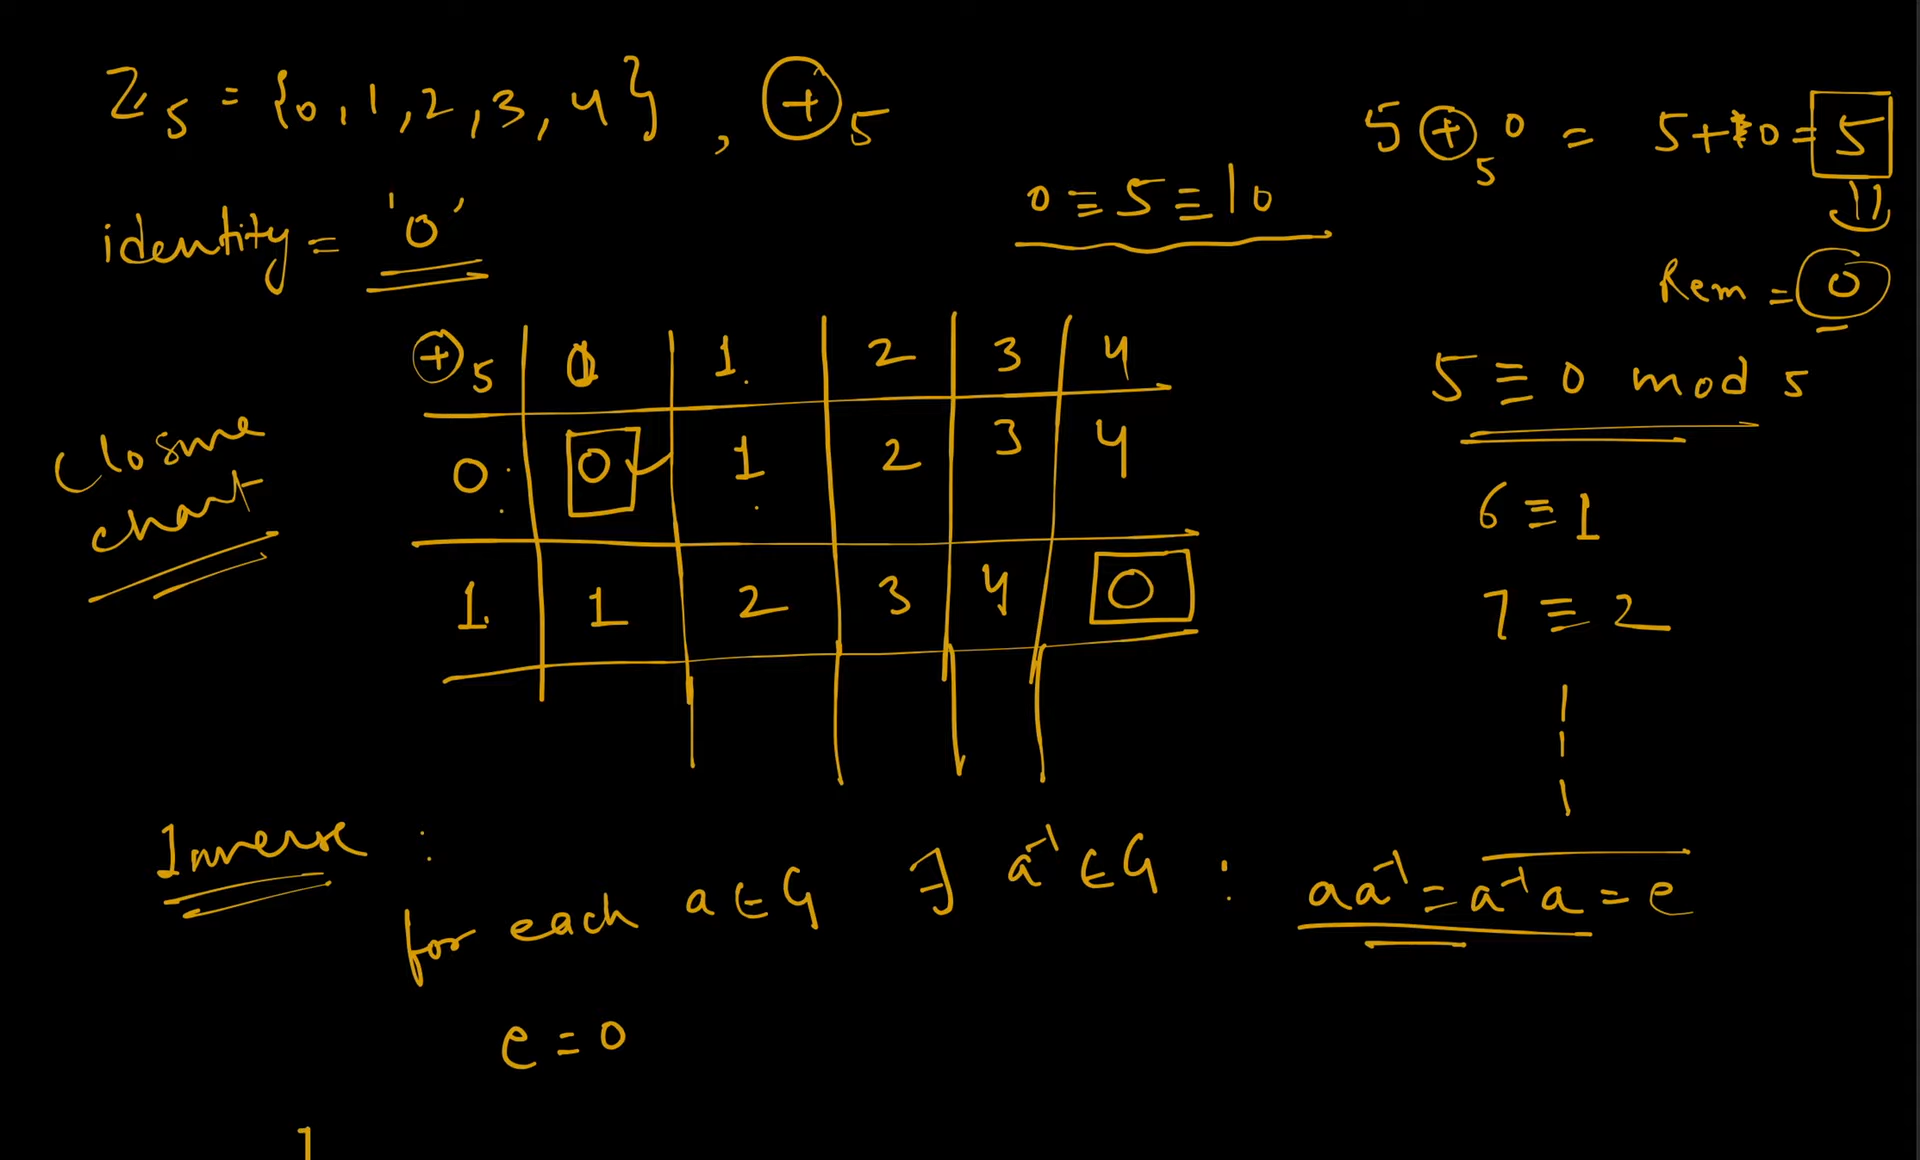 Z₅ = {0, 1, 2, 3, 4} , ⊕₅
5 ⊕₅ 0 = 5 + 0 = 5
identity = '0'
0 ≡ 5 ≡ 10
Rem = 0
5 ≡ 0 mod 5
6 ≡ 1
7 ≡ 2
Closure chart
⊕₅ 0 1 2 3 4
0 0 1 2 3 4
1 1 2 3 4 0
Inverse :
for each a ∈ G ∃ a⁻¹ ∈ G : aa⁻¹ = a⁻¹a = e
e = 0